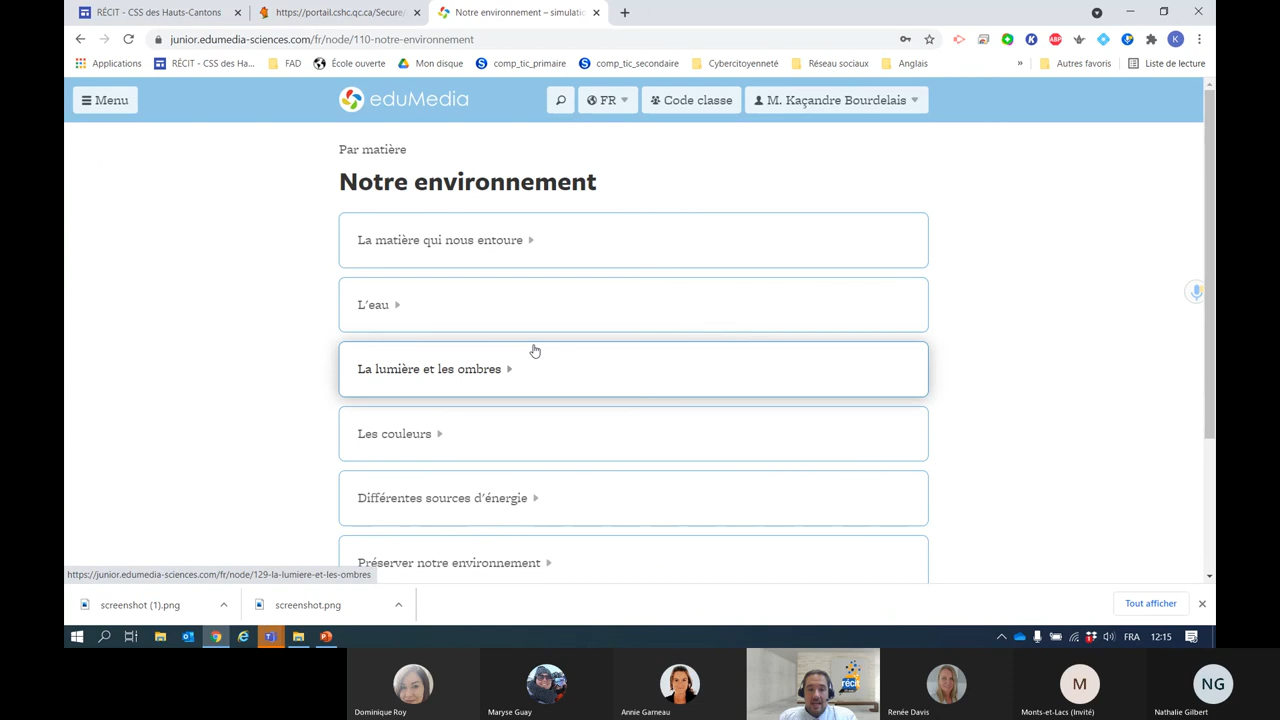 RÉCIT - CSS des Hauts-Cantons
https://portail.cshc.qc.ca/Secure/
Notre environnement – simulatio
junior.edumedia-sciences.com/fr/node/110-notre-environnement
Applications
RÉCIT - CSS des Ha...
FAD
École ouverte
Mon disque
comp_tic_primaire
comp_tic_secondaire
Cybercitoyenneté
Réseau sociaux
Anglais
»
Autres favoris
Liste de lecture
Menu
eduMedia
FR
Code classe
M. Kaçandre Bourdelais
Par matière
Notre environnement
La matière qui nous entoure
L'eau
La lumière et les ombres
Les couleurs
Différentes sources d'énergie
Préserver notre environnement
https://junior.edumedia-sciences.com/fr/node/129-la-lumiere-et-les-ombres
screenshot (1).png
screenshot.png
Tout afficher
FRA
12:15
récit
Dominique Roy
Maryse Guay
Annie Garneau
Renée Davis
M
Monts-et-Lacs (Invité)
NG
Nathalie Gilbert